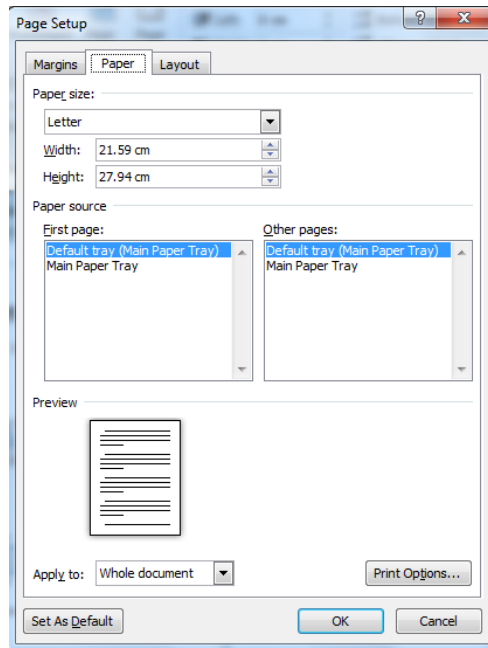 Page Setup
Margins Paper Layout
Paper size:
Letter
Width: 21.59 cm
Height: 27.94 cm
Paper source
First page: Other pages:
Default tray (Main Paper Tray) Default tray (Main Paper Tray)
Main Paper Tray Main Paper Tray
Preview
Apply to: Whole document Print Options...
Set As Default OK Cancel